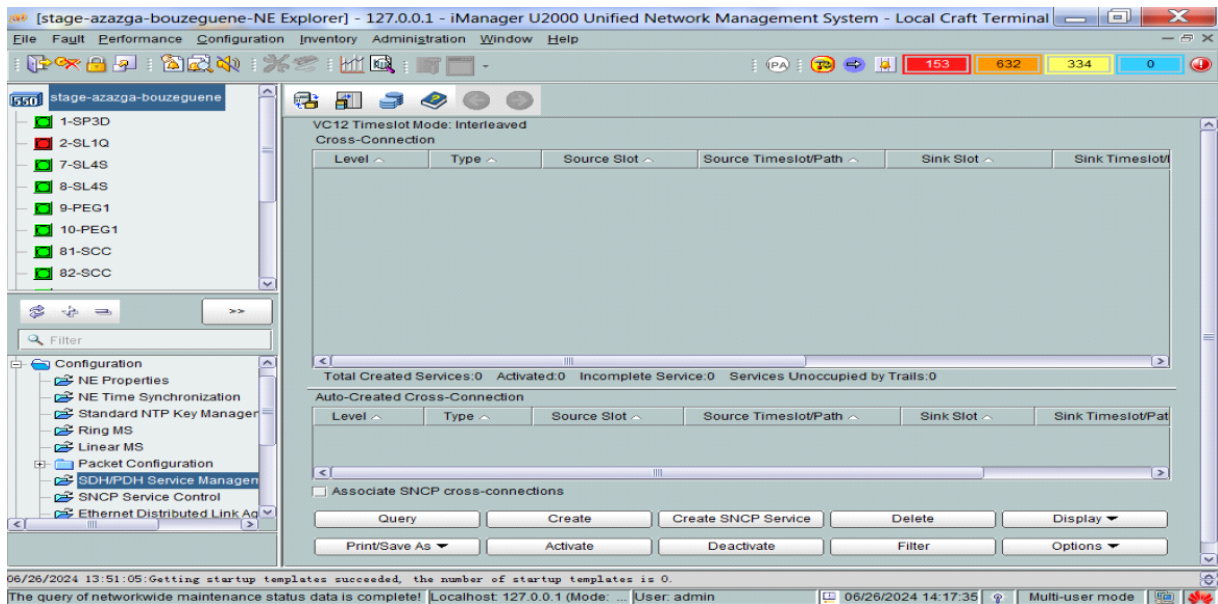 [stage-azazga-bouzeguene-NE Explorer] - 127.0.0.1 - iManager U2000 Unified Network Management System - Local Craft Terminal
File Fault Performance Configuration Inventory Administration Window Help
PA 153 632 334 0
550 stage-azazga-bouzeguene
1-SP3D
2-SL1Q
7-SL4S
8-SL4S
9-PEG1
10-PEG1
81-SCC
82-SCC
>>
Filter
Configuration
NE Properties
NE Time Synchronization
Standard NTP Key Manager
Ring MS
Linear MS
Packet Configuration
SDH/PDH Service Managem
SNCP Service Control
Ethernet Distributed Link Ag
VC12 Timeslot Mode: Interleaved
Cross-Connection
Level Type Source Slot Source Timeslot/Path Sink Slot Sink Timeslot/
Total Created Services:0 Activated:0 Incomplete Service:0 Services Unoccupied by Trails:0
Auto-Created Cross-Connection
Level Type Source Slot Source Timeslot/Path Sink Slot Sink Timeslot/Pat
Associate SNCP cross-connections
Query Create Create SNCP Service Delete Display
Print/Save As Activate Deactivate Filter Options
06/26/2024 13:51:05:Getting startup templates succeeded, the number of startup templates is 0.
The query of networkwide maintenance status data is complete! Localhost: 127.0.0.1 (Mode: ... User: admin 06/26/2024 14:17:35 Multi-user mode